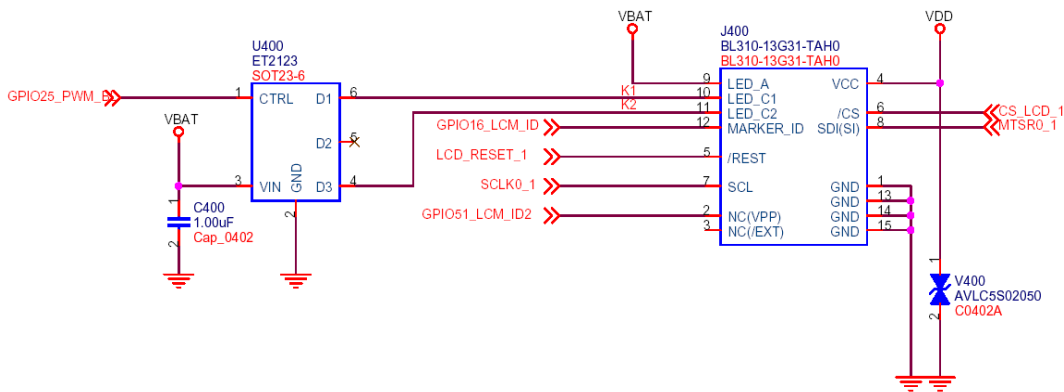 VBAT
VDD
U400
ET2123
SOT23-6
J400
BL310-13G31-TAH0
BL310-13G31-TAH0
GPIO25_PWM_B
1
CTRL
D1
6
K1
9
LED_A
VCC
4
10
LED_C1
K2
11
LED_C2
/CS
6
CS_LCD_1
VBAT
D2
5
GPIO16_LCM_ID
12
MARKER_ID
SDI(SI)
8
MTSR0_1
LCD_RESET_1
5
/REST
3
VIN
GND
D3
4
SCLK0_1
7
SCL
GND
1
GND
13
1
C400
1.00uF
Cap_0402
2
2
GPIO51_LCM_ID2
2
NC(VPP)
GND
14
3
NC(/EXT)
GND
15
1
V400
AVLC5S02050
C0402A
2